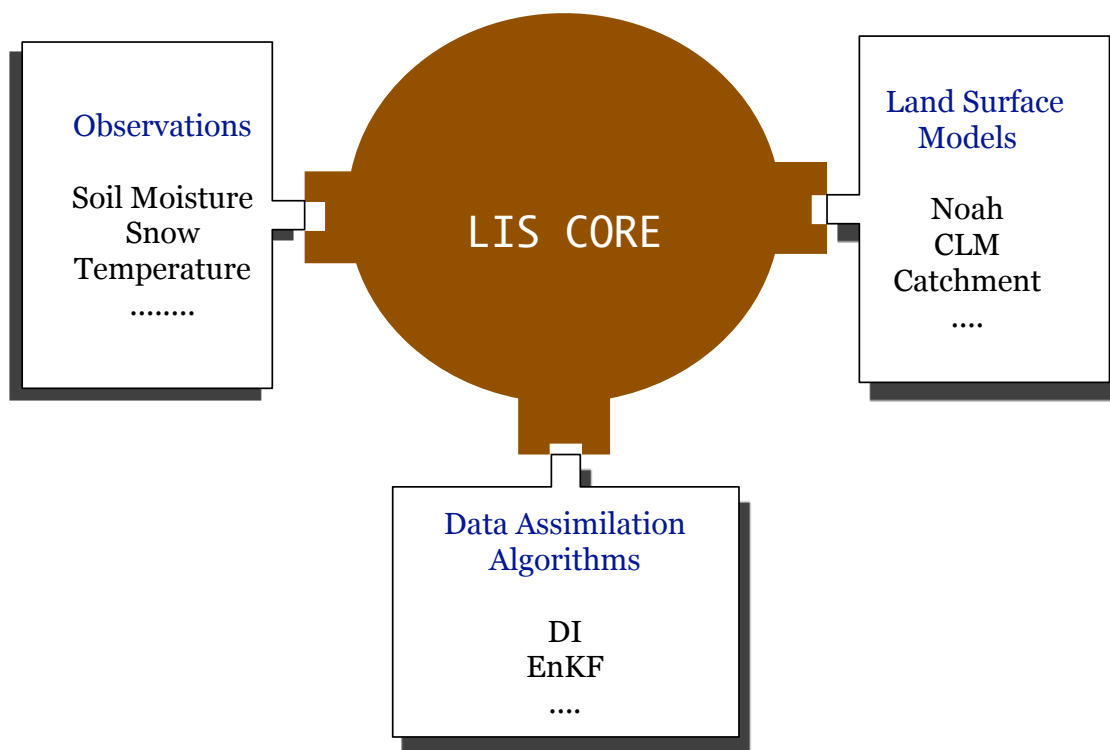 Observations
Soil Moisture
Snow
Temperature
........
LIS CORE
Land Surface
Models
Noah
CLM
Catchment
....
Data Assimilation
Algorithms
DI
EnKF
....